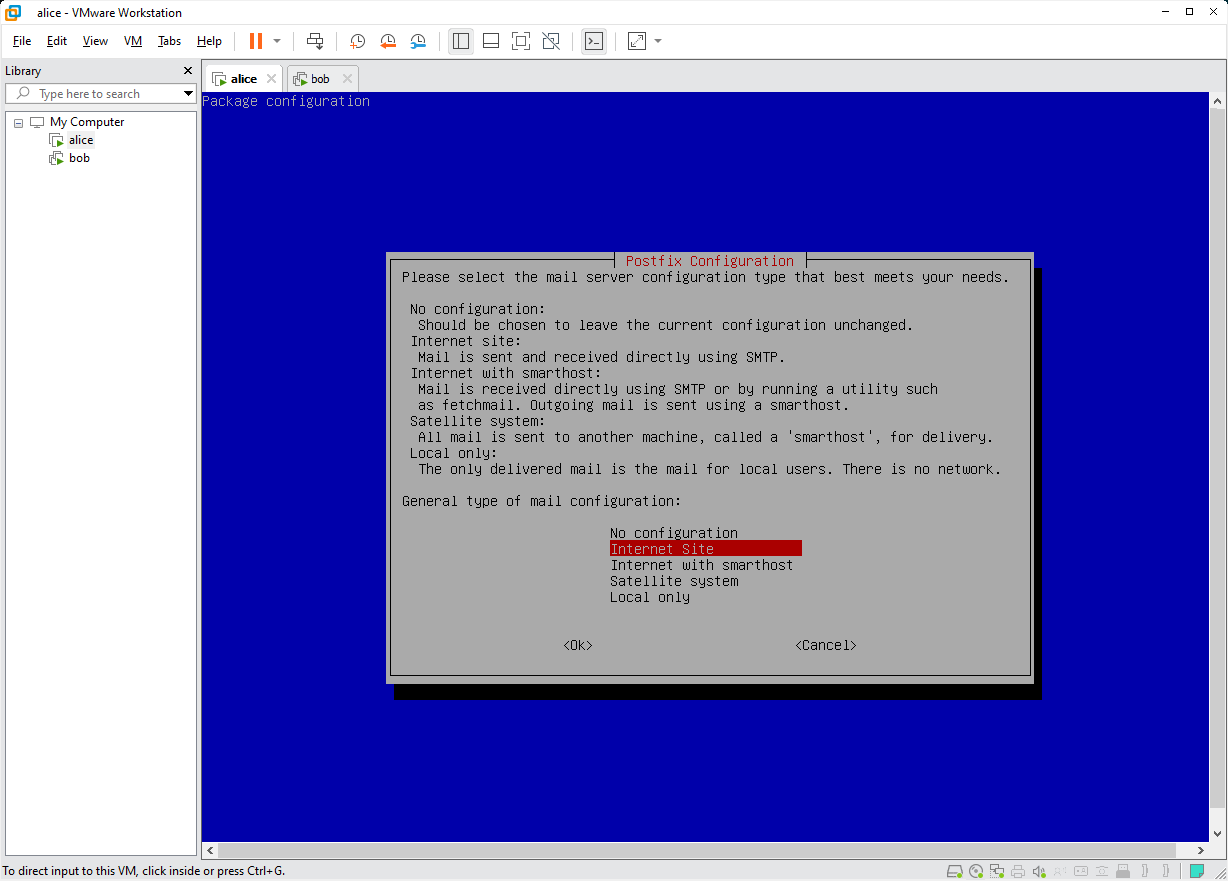 alice - VMware Workstation
File Edit View VM Tabs Help
Library
Type here to search
My Computer
alice
bob
alice
bob
Package configuration
Postfix Configuration
Please select the mail server configuration type that best meets your needs.
No configuration:
Should be chosen to leave the current configuration unchanged.
Internet site:
Mail is sent and received directly using SMTP.
Internet with smarthost:
Mail is received directly using SMTP or by running a utility such
as fetchmail. Outgoing mail is sent using a smarthost.
Satellite system:
All mail is sent to another machine, called a 'smarthost', for delivery.
Local only:
The only delivered mail is the mail for local users. There is no network.
General type of mail configuration:
No configuration
Internet Site
Internet with smarthost
Satellite system
Local only
<Ok> <Cancel>
To direct input to this VM, click inside or press Ctrl+G.